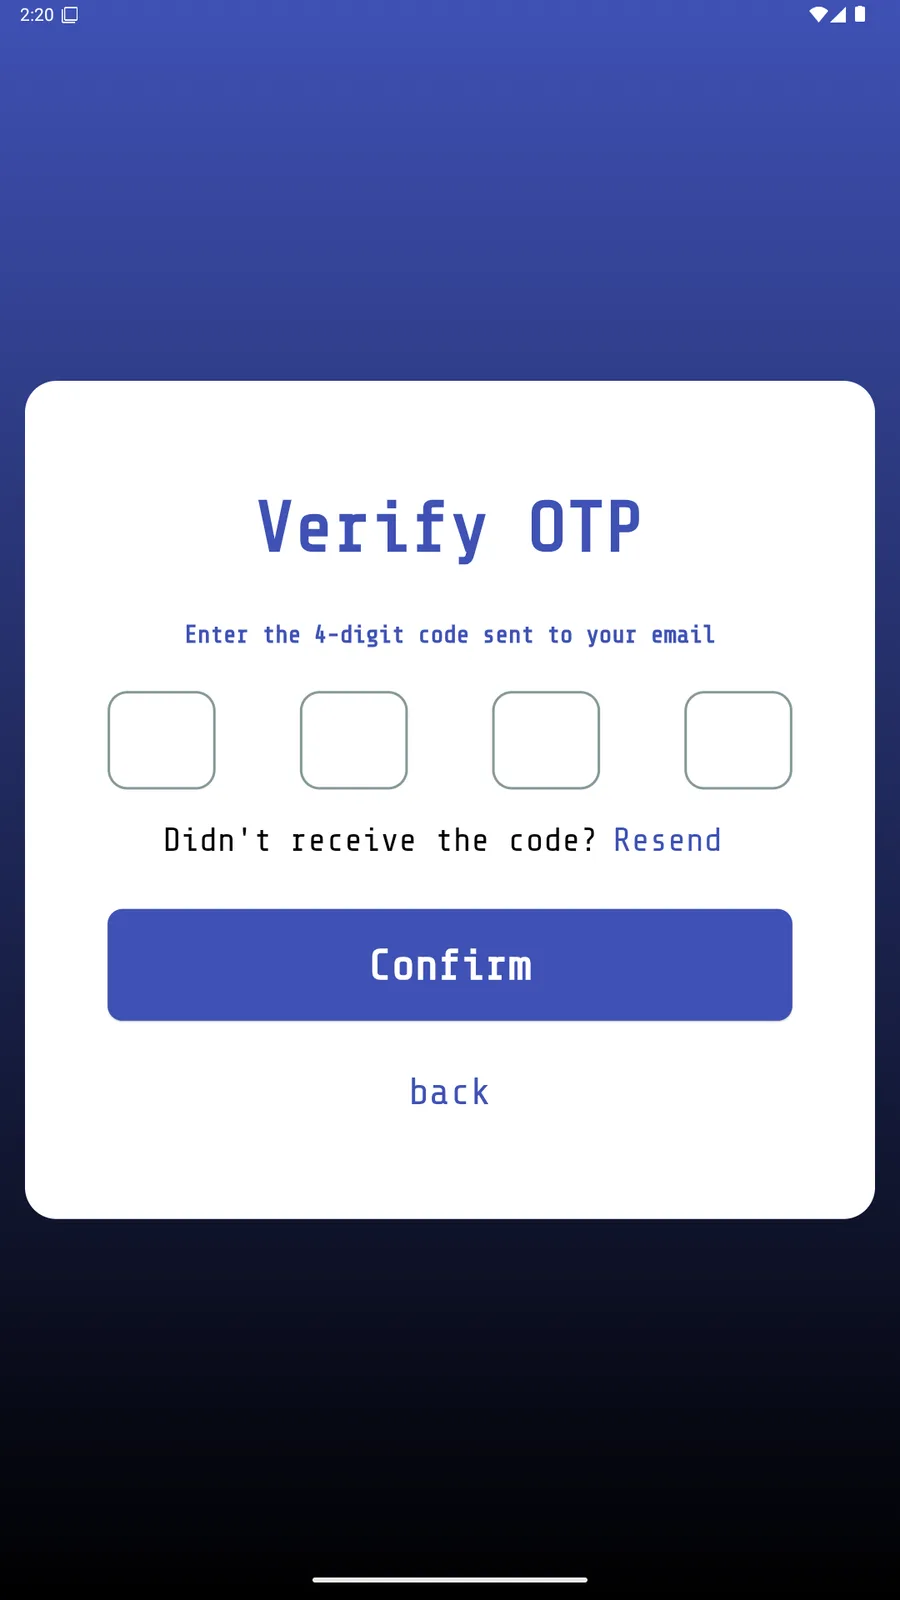 2:20
Verify OTP
Enter the 4-digit code sent to your email
Didn't receive the code? Resend
Confirm
back